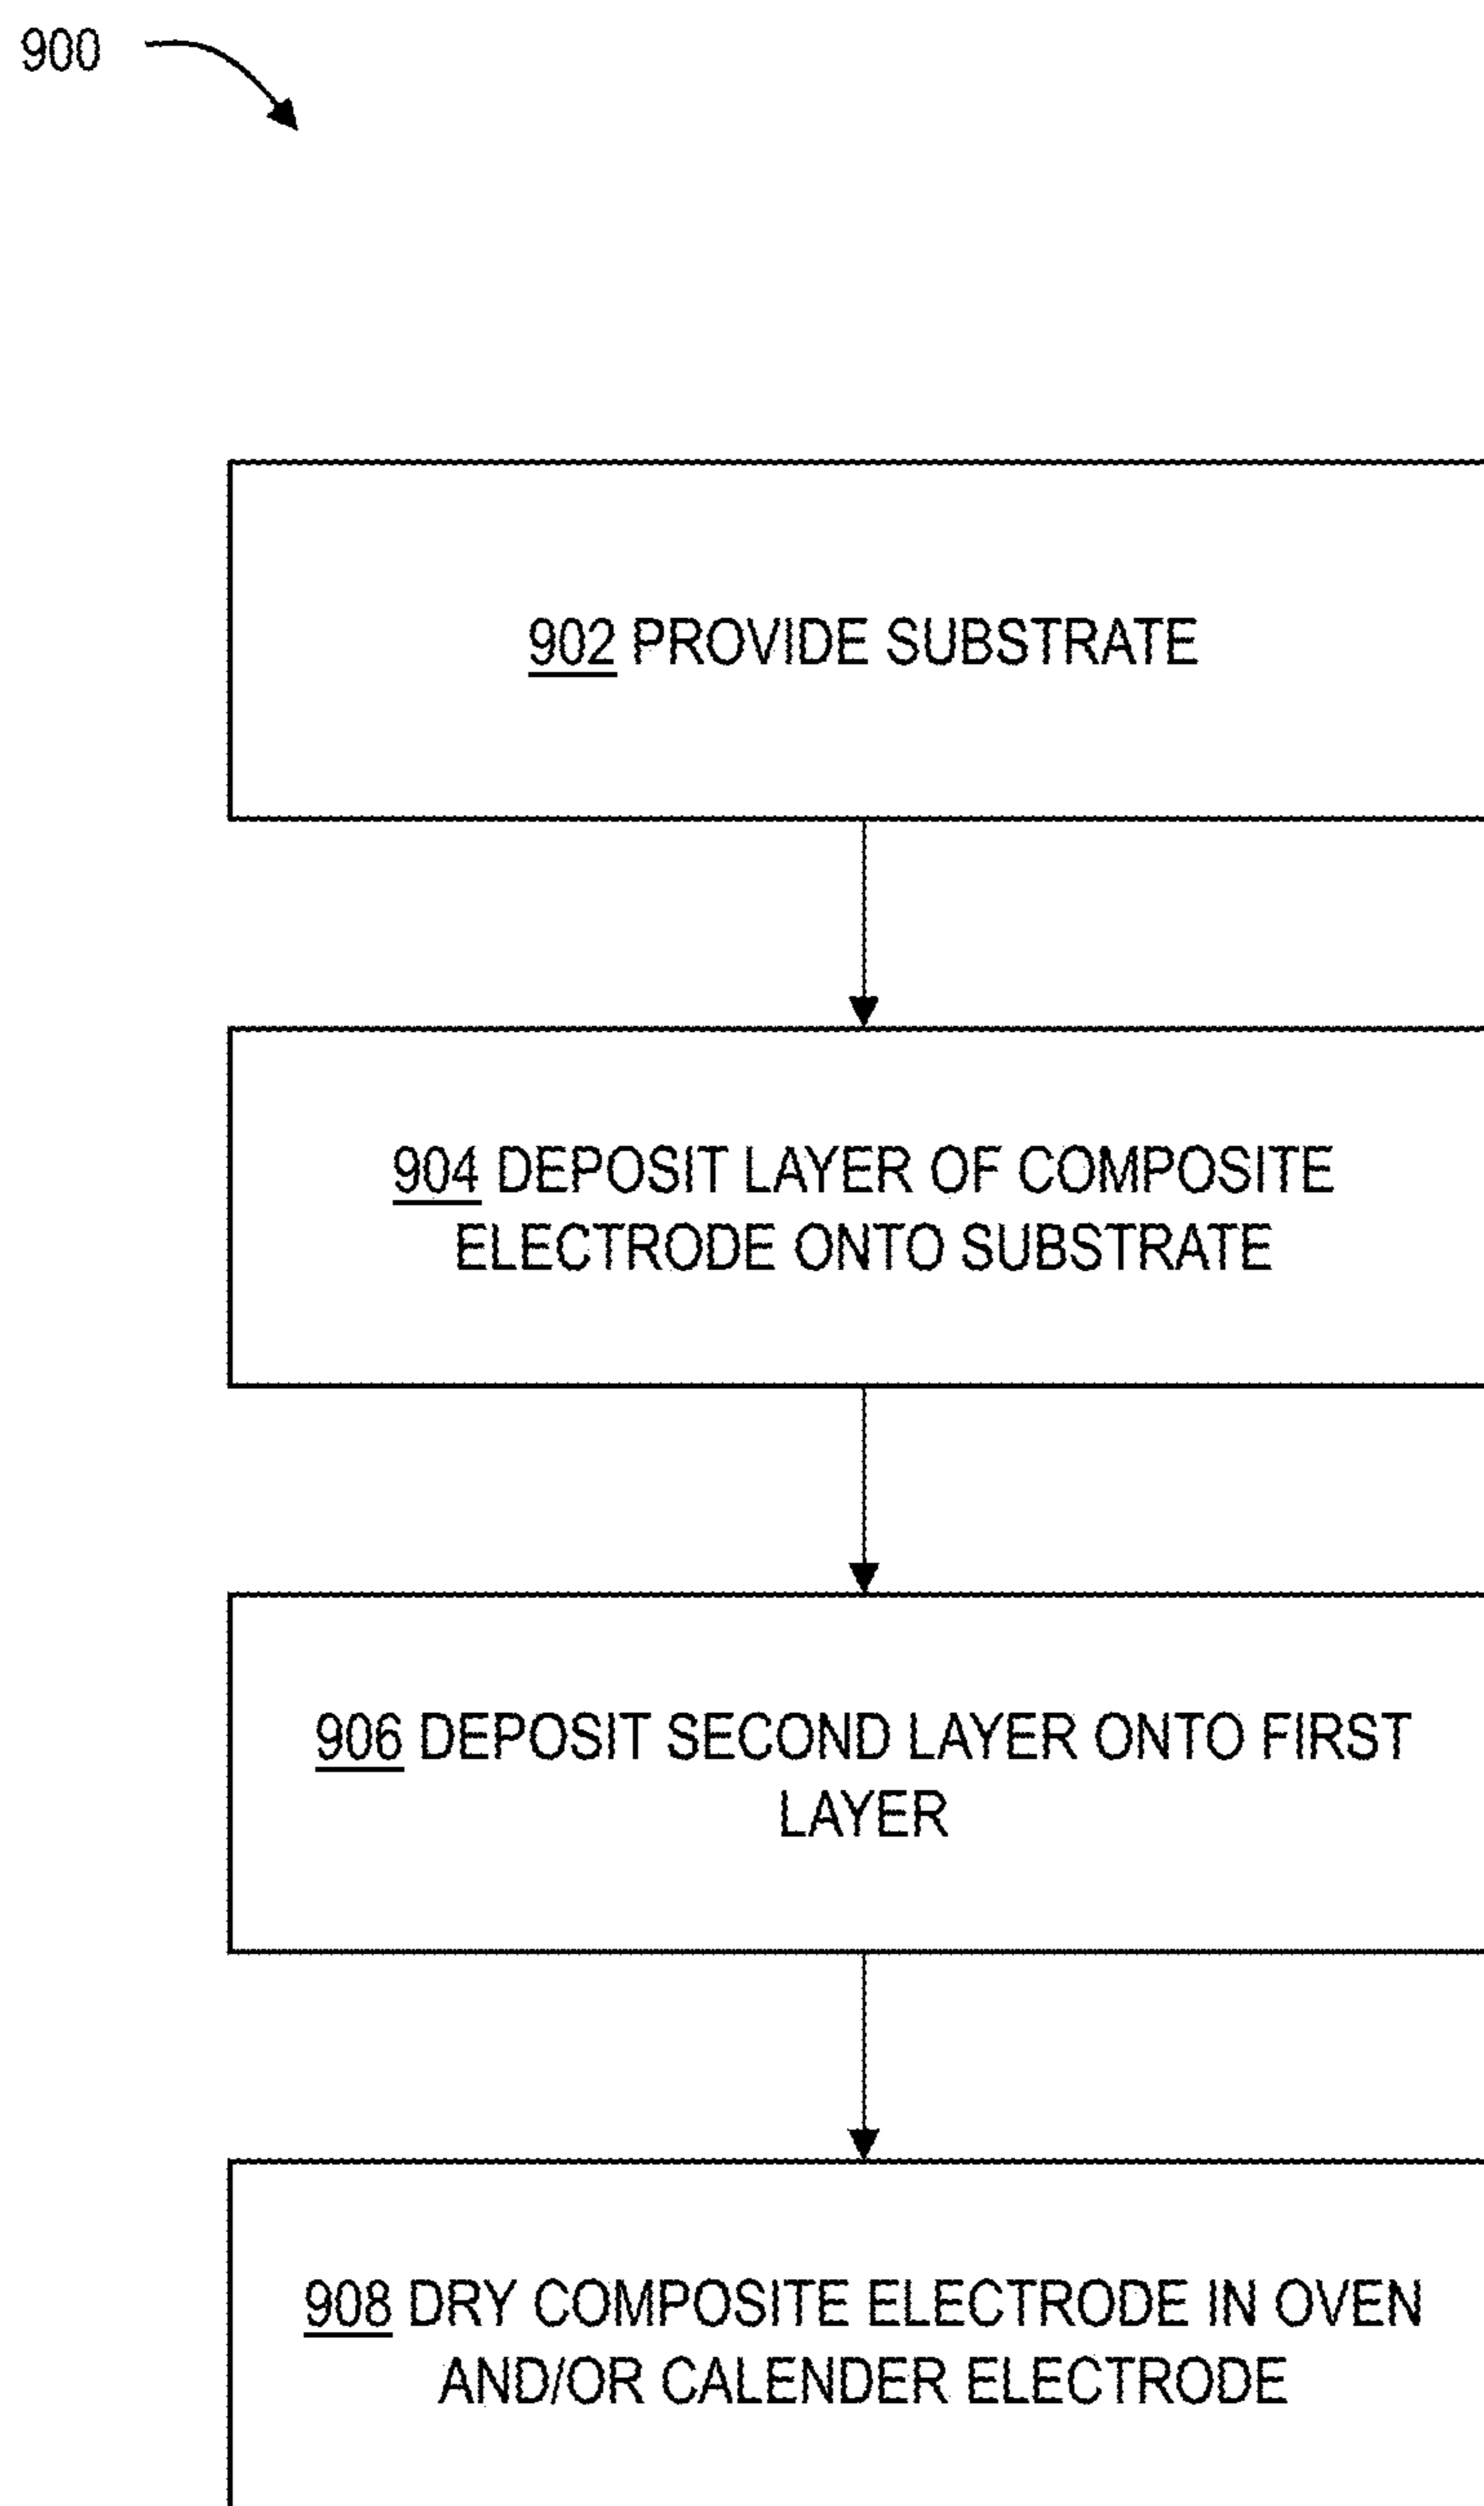 900
902 PROVIDE SUBSTRATE
904 DEPOSIT LAYER OF COMPOSITE
ELECTRODE ONTO SUBSTRATE
906 DEPOSIT SECOND LAYER ONTO FIRST
LAYER
908 DRY COMPOSITE ELECTRODE IN OVEN
AND/OR CALENDER ELECTRODE